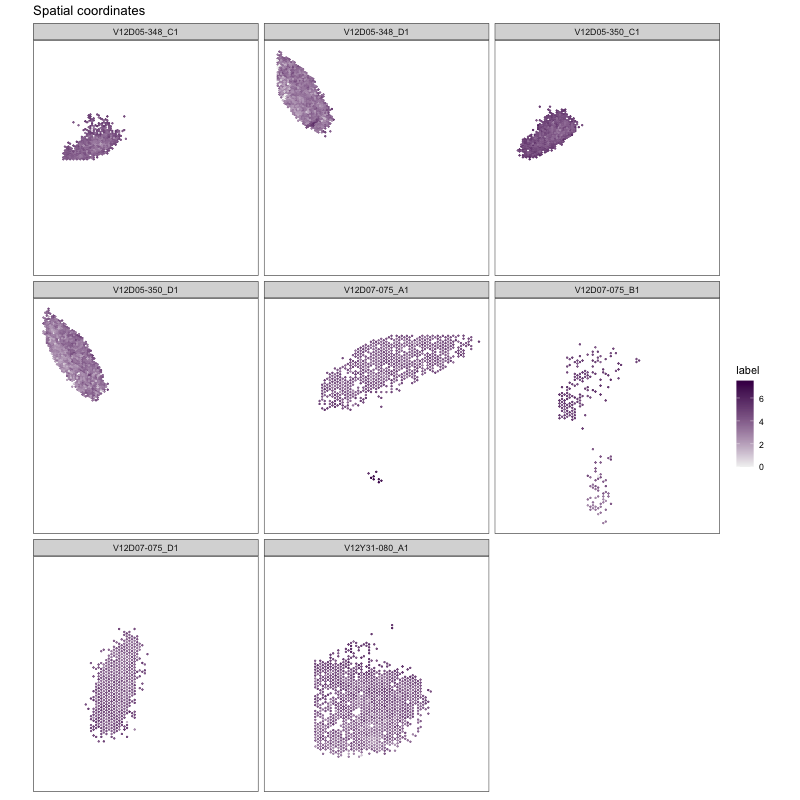 Spatial coordinates
V12D05-348_C1
V12D05-348_D1
V12D05-350_C1
V12D05-350_D1
V12D07-075_A1
V12D07-075_B1
label
6
4
2
0
V12D07-075_D1
V12Y31-080_A1